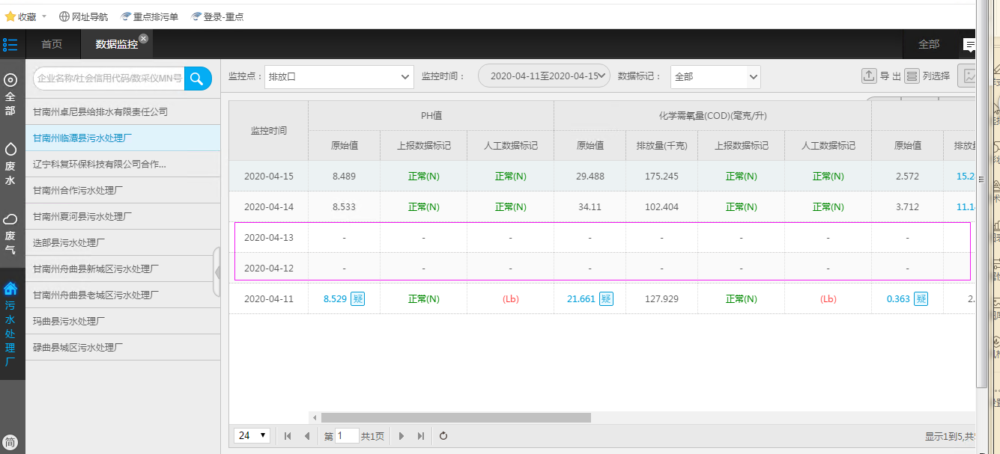 收藏 网址导航 重点排污单 登录-重点
首页 数据监控 全部
企业名称/社会信用代码/数采仪MN号
监控点： 排放口 监控时间： 2020-04-11至2020-04-15 数据标记： 全部 导出 列选择
全部
废水
废气
污水处理厂
简
甘南州卓尼县给排水有限责任公司
甘南州临潭县污水处理厂
辽宁科复环保科技有限公司合作...
甘南州合作污水处理厂
甘南州夏河县污水处理厂
迭部县污水处理厂
甘南州舟曲县新城区污水处理厂
甘南州舟曲县老城区污水处理厂
玛曲县污水处理厂
碌曲县城区污水处理厂
监控时间 PH值 化学需氧量(COD)(毫克/升)
原始值 上报数据标记 人工数据标记 原始值 排放量(千克) 上报数据标记 人工数据标记 原始值
2020-04-15 8.489 正常(N) 正常(N) 29.488 175.245 正常(N) 正常(N) 2.572
2020-04-14 8.533 正常(N) 正常(N) 34.11 102.404 正常(N) 正常(N) 3.712
2020-04-13 - - - - - - - -
2020-04-12 - - - - - - - -
2020-04-11 8.529 疑 正常(N) (Lb) 21.661 疑 127.929 正常(N) (Lb) 0.363 疑
24 第 1 共1页 显示1到5,共